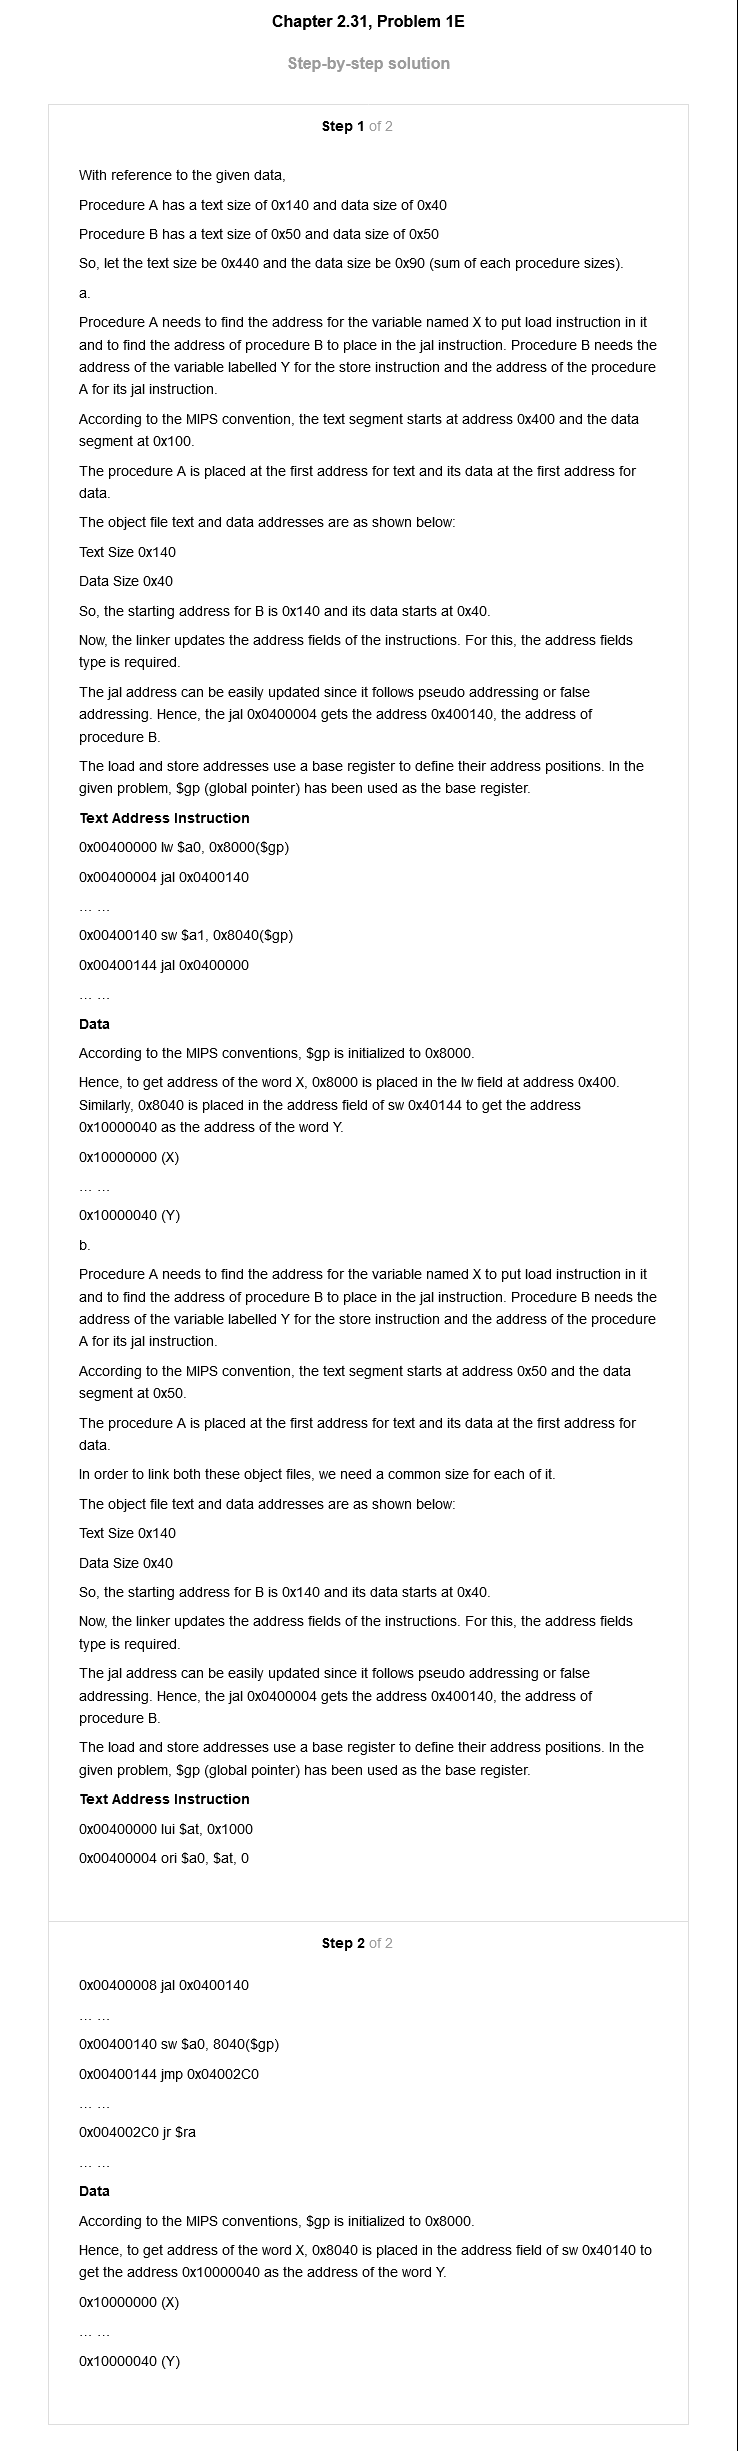 Chapter 2.31, Problem 1E
Step-by-step solution
Step 1 of 2
With reference to the given data,
Procedure A has a text size of 0x140 and data size of 0x40
Procedure B has a text size of 0x50 and data size of 0x50
So, let the text size be 0x440 and the data size be 0x90 (sum of each procedure sizes).
a.
Procedure A needs to find the address for the variable named X to put load instruction in it
and to find the address of procedure B to place in the jal instruction. Procedure B needs the
address of the variable labelled Y for the store instruction and the address of the procedure
A for its jal instruction.
According to the MIPS convention, the text segment starts at address 0x400 and the data
segment at 0x100.
The procedure A is placed at the first address for text and its data at the first address for
data.
The object file text and data addresses are as shown below:
Text Size 0x140
Data Size 0x40
So, the starting address for B is 0x140 and its data starts at 0x40.
Now, the linker updates the address fields of the instructions. For this, the address fields
type is required.
The jal address can be easily updated since it follows pseudo addressing or false
addressing. Hence, the jal 0x0400004 gets the address 0x400140, the address of
procedure B.
The load and store addresses use a base register to define their address positions. In the
given problem, $gp (global pointer) has been used as the base register.
Text Address Instruction
0x00400000 lw $a0, 0x8000($gp)
0x00400004 jal 0x0400140
... ...
0x00400140 sw $a1, 0x8040($gp)
0x00400144 jal 0x0400000
... ...
Data
According to the MIPS conventions, $gp is initialized to 0x8000.
Hence, to get address of the word X, 0x8000 is placed in the lw field at address 0x400.
Similarly, 0x8040 is placed in the address field of sw 0x40144 to get the address
0x10000040 as the address of the word Y.
0x10000000 (X)
... ...
0x10000040 (Y)
b.
Procedure A needs to find the address for the variable named X to put load instruction in it
and to find the address of procedure B to place in the jal instruction. Procedure B needs the
address of the variable labelled Y for the store instruction and the address of the procedure
A for its jal instruction.
According to the MIPS convention, the text segment starts at address 0x50 and the data
segment at 0x50.
The procedure A is placed at the first address for text and its data at the first address for
data.
In order to link both these object files, we need a common size for each of it.
The object file text and data addresses are as shown below:
Text Size 0x140
Data Size 0x40
So, the starting address for B is 0x140 and its data starts at 0x40.
Now, the linker updates the address fields of the instructions. For this, the address fields
type is required.
The jal address can be easily updated since it follows pseudo addressing or false
addressing. Hence, the jal 0x0400004 gets the address 0x400140, the address of
procedure B.
The load and store addresses use a base register to define their address positions. In the
given problem, $gp (global pointer) has been used as the base register.
Text Address Instruction
0x00400000 lui $at, 0x1000
0x00400004 ori $a0, $at, 0
Step 2 of 2
0x00400008 jal 0x0400140
... ...
0x00400140 sw $a0, 8040($gp)
0x00400144 jmp 0x04002C0
... ...
0x004002C0 jr $ra
... ...
Data
According to the MIPS conventions, $gp is initialized to 0x8000.
Hence, to get address of the word X, 0x8040 is placed in the address field of sw 0x40140 to
get the address 0x10000040 as the address of the word Y.
0x10000000 (X)
... ...
0x10000040 (Y)